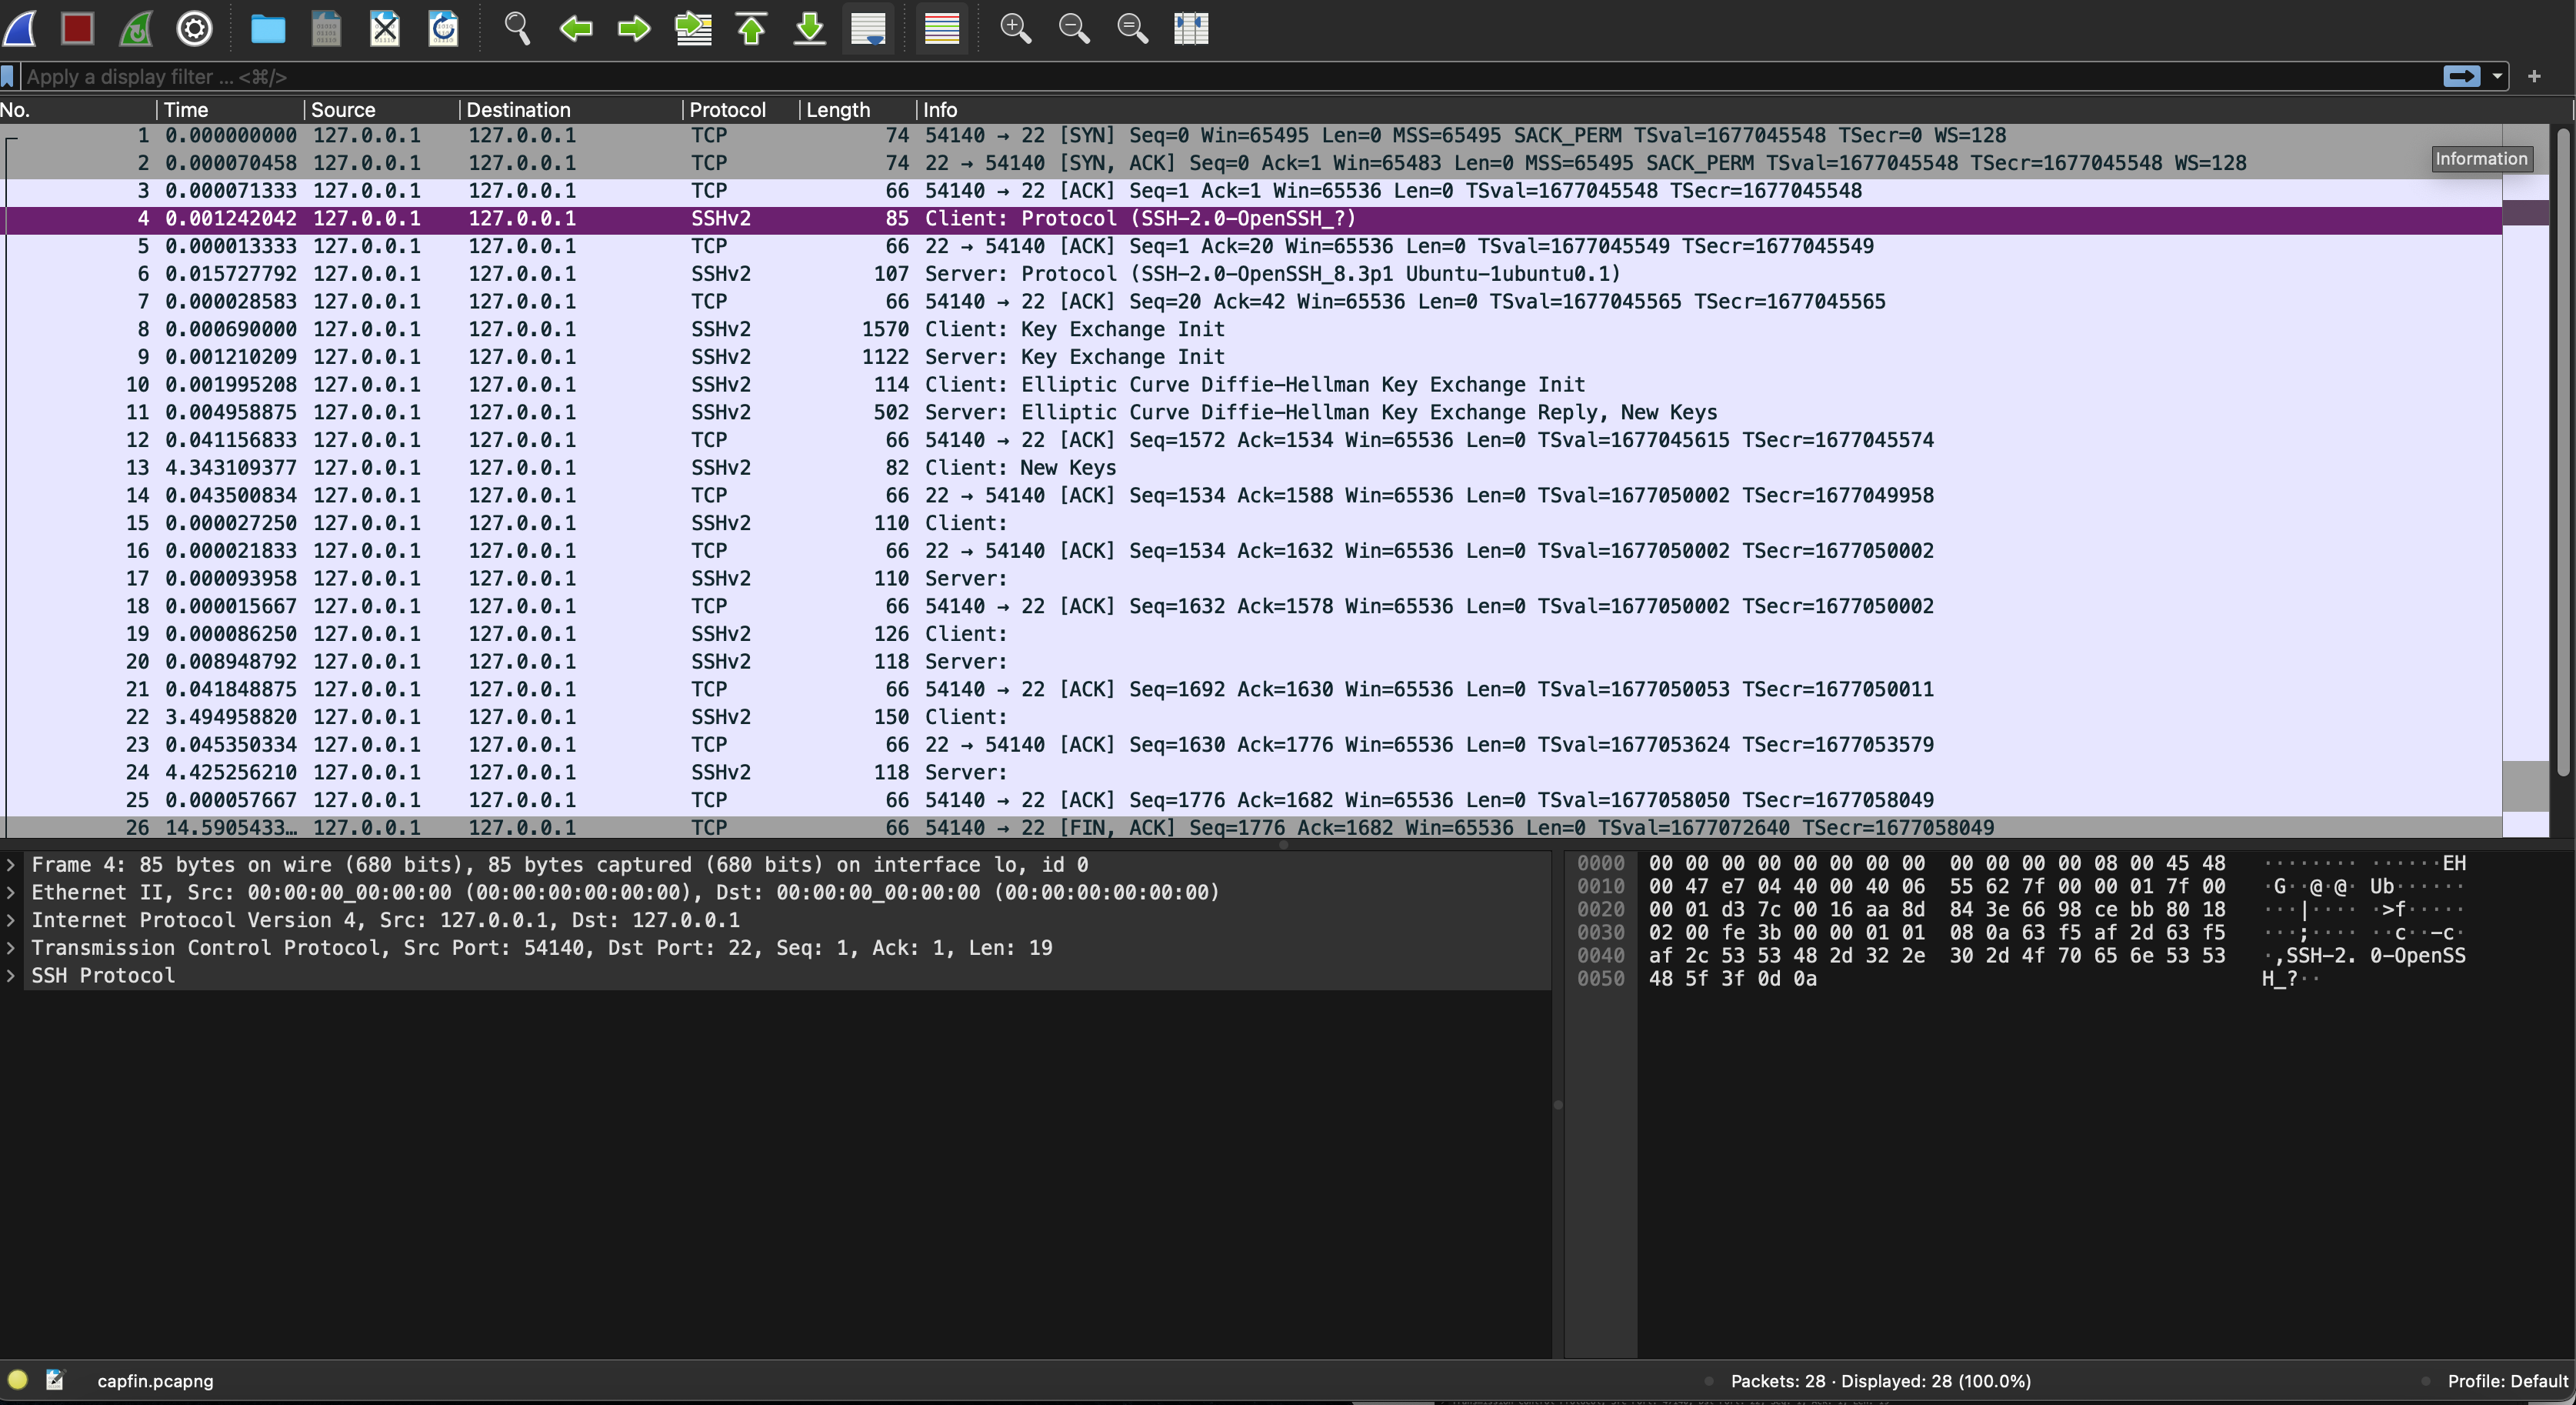 Apply a display filter ... <⌘/>
No. Time Source Destination Protocol Length Info
1 0.000000000 127.0.0.1 127.0.0.1 TCP 74 54140 → 22 [SYN] Seq=0 Win=65495 Len=0 MSS=65495 SACK_PERM TSval=1677045548 TSecr=0 WS=128
2 0.000070458 127.0.0.1 127.0.0.1 TCP 74 22 → 54140 [SYN, ACK] Seq=0 Ack=1 Win=65483 Len=0 MSS=65495 SACK_PERM TSval=1677045548 TSecr=1677045548 WS=128
Information
3 0.000071333 127.0.0.1 127.0.0.1 TCP 66 54140 → 22 [ACK] Seq=1 Ack=1 Win=65536 Len=0 TSval=1677045548 TSecr=1677045548
4 0.001242042 127.0.0.1 127.0.0.1 SSHv2 85 Client: Protocol (SSH-2.0-OpenSSH_?)
5 0.000013333 127.0.0.1 127.0.0.1 TCP 66 22 → 54140 [ACK] Seq=1 Ack=20 Win=65536 Len=0 TSval=1677045549 TSecr=1677045549
6 0.015727792 127.0.0.1 127.0.0.1 SSHv2 107 Server: Protocol (SSH-2.0-OpenSSH_8.3p1 Ubuntu-1ubuntu0.1)
7 0.000028583 127.0.0.1 127.0.0.1 TCP 66 54140 → 22 [ACK] Seq=20 Ack=42 Win=65536 Len=0 TSval=1677045565 TSecr=1677045565
8 0.000690000 127.0.0.1 127.0.0.1 SSHv2 1570 Client: Key Exchange Init
9 0.001210209 127.0.0.1 127.0.0.1 SSHv2 1122 Server: Key Exchange Init
10 0.001995208 127.0.0.1 127.0.0.1 SSHv2 114 Client: Elliptic Curve Diffie-Hellman Key Exchange Init
11 0.004958875 127.0.0.1 127.0.0.1 SSHv2 502 Server: Elliptic Curve Diffie-Hellman Key Exchange Reply, New Keys
12 0.041156833 127.0.0.1 127.0.0.1 TCP 66 54140 → 22 [ACK] Seq=1572 Ack=1534 Win=65536 Len=0 TSval=1677045615 TSecr=1677045574
13 4.343109377 127.0.0.1 127.0.0.1 SSHv2 82 Client: New Keys
14 0.043500834 127.0.0.1 127.0.0.1 TCP 66 22 → 54140 [ACK] Seq=1534 Ack=1588 Win=65536 Len=0 TSval=1677050002 TSecr=1677049958
15 0.000027250 127.0.0.1 127.0.0.1 SSHv2 110 Client:
16 0.000021833 127.0.0.1 127.0.0.1 TCP 66 22 → 54140 [ACK] Seq=1534 Ack=1632 Win=65536 Len=0 TSval=1677050002 TSecr=1677050002
17 0.000093958 127.0.0.1 127.0.0.1 SSHv2 110 Server:
18 0.000015667 127.0.0.1 127.0.0.1 TCP 66 54140 → 22 [ACK] Seq=1632 Ack=1578 Win=65536 Len=0 TSval=1677050002 TSecr=1677050002
19 0.000086250 127.0.0.1 127.0.0.1 SSHv2 126 Client:
20 0.008948792 127.0.0.1 127.0.0.1 SSHv2 118 Server:
21 0.041848875 127.0.0.1 127.0.0.1 TCP 66 54140 → 22 [ACK] Seq=1692 Ack=1630 Win=65536 Len=0 TSval=1677050053 TSecr=1677050011
22 3.494958820 127.0.0.1 127.0.0.1 SSHv2 150 Client:
23 0.045350334 127.0.0.1 127.0.0.1 TCP 66 22 → 54140 [ACK] Seq=1630 Ack=1776 Win=65536 Len=0 TSval=1677053624 TSecr=1677053579
24 4.425256210 127.0.0.1 127.0.0.1 SSHv2 118 Server:
25 0.000057667 127.0.0.1 127.0.0.1 TCP 66 54140 → 22 [ACK] Seq=1776 Ack=1682 Win=65536 Len=0 TSval=1677058050 TSecr=1677058049
26 14.5905433… 127.0.0.1 127.0.0.1 TCP 66 54140 → 22 [FIN, ACK] Seq=1776 Ack=1682 Win=65536 Len=0 TSval=1677072640 TSecr=1677058049
Frame 4: 85 bytes on wire (680 bits), 85 bytes captured (680 bits) on interface lo, id 0
Ethernet II, Src: 00:00:00_00:00:00 (00:00:00:00:00:00), Dst: 00:00:00_00:00:00 (00:00:00:00:00:00)
Internet Protocol Version 4, Src: 127.0.0.1, Dst: 127.0.0.1
Transmission Control Protocol, Src Port: 54140, Dst Port: 22, Seq: 1, Ack: 1, Len: 19
SSH Protocol
0000 00 00 00 00 00 00 00 00 00 00 00 00 08 00 45 48 ········ ······EH
0010 00 47 e7 04 40 00 40 06 55 62 7f 00 00 01 7f 00 ·G··@·@· Ub······
0020 00 01 d3 7c 00 16 aa 8d 84 3e 66 98 ce bb 80 18 ···|···· ·>f·····
0030 02 00 fe 3b 00 00 01 01 08 0a 63 f5 af 2d 63 f5 ···;···· ··c··-c·
0040 af 2c 53 53 48 2d 32 2e 30 2d 4f 70 65 6e 53 53 ·,SSH-2. 0-OpenSS
0050 48 5f 3f 0d 0a H_?··
capfin.pcapng
Packets: 28 · Displayed: 28 (100.0%)
Profile: Default